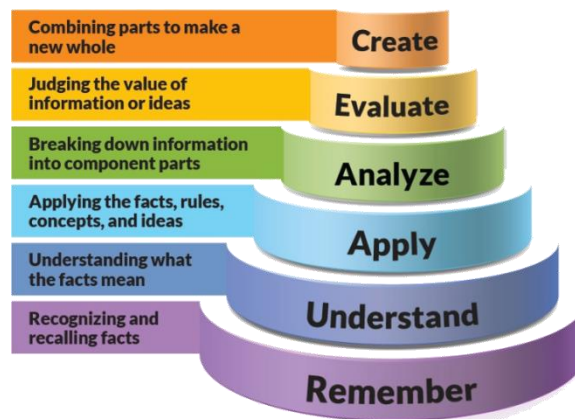 Combining parts to make a
new whole
Create
Judging the value of
information or ideas
Evaluate
Breaking down information
into component parts
Analyze
Applying the facts, rules,
concepts, and ideas
Apply
Understanding what
the facts mean
Understand
Recognizing and
recalling facts
Remember